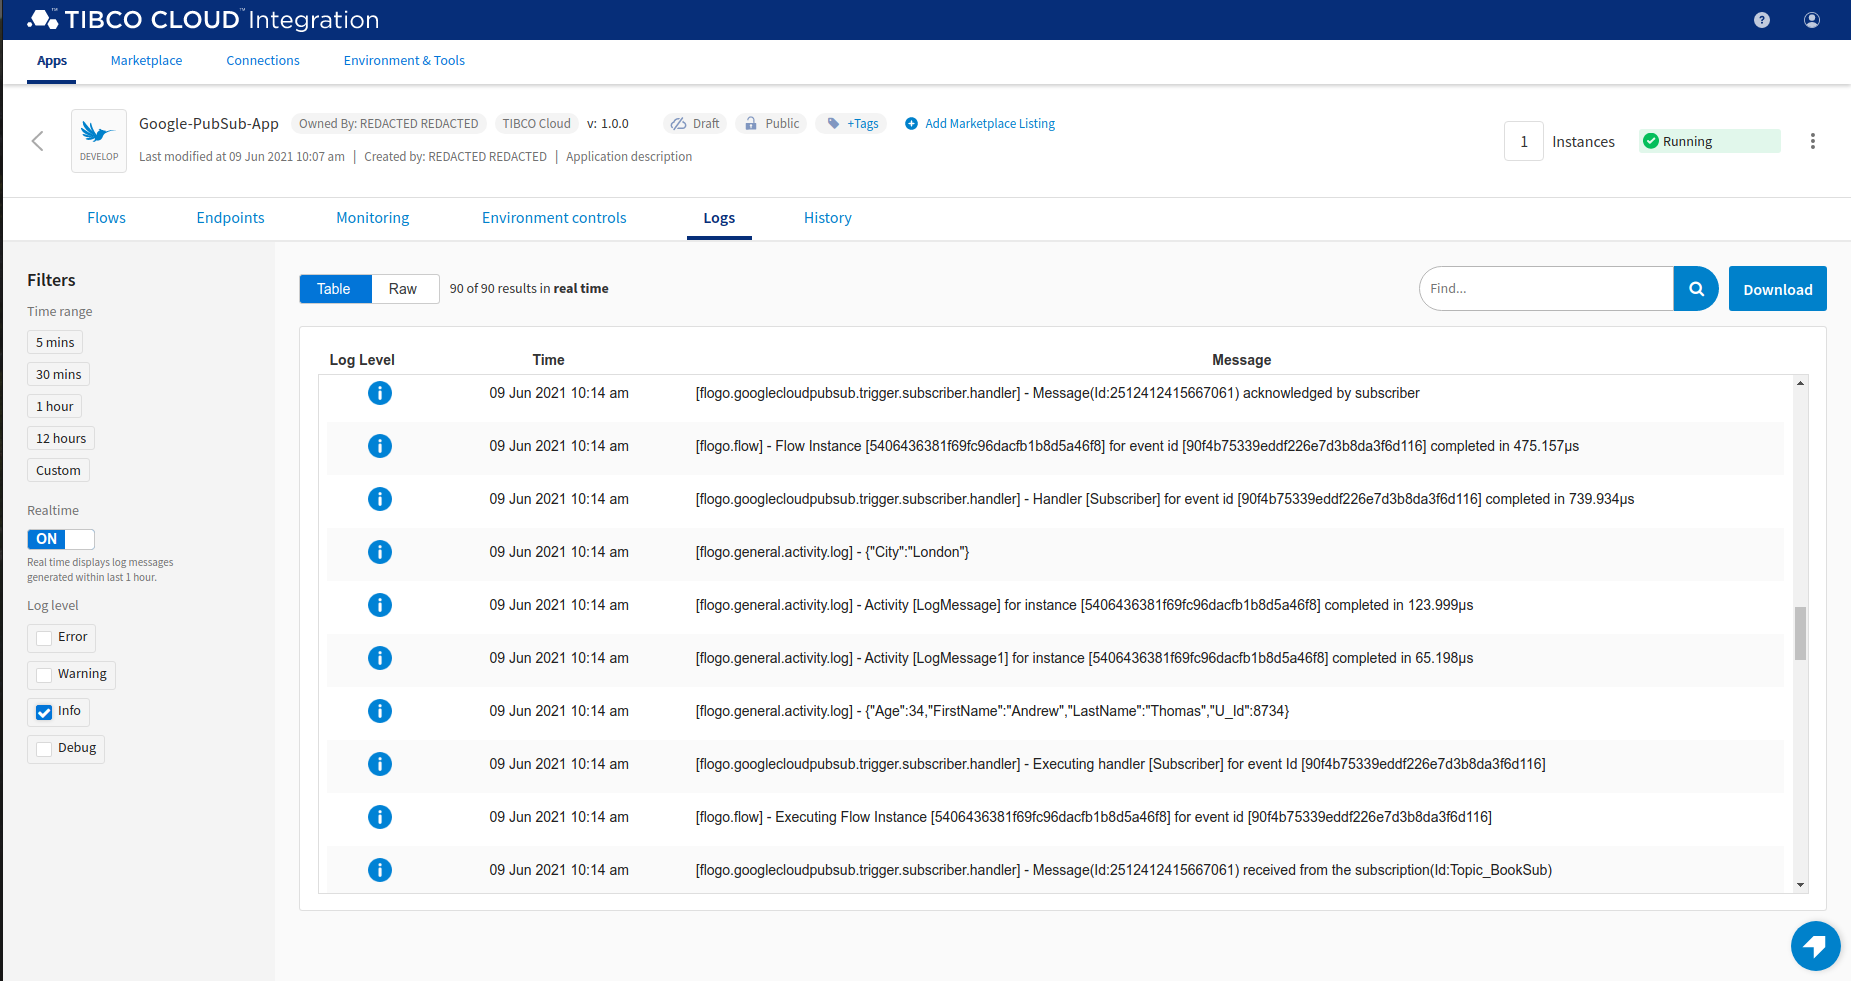 TIBCO CLOUD™ Integration
?
Apps Marketplace Connections Environment & Tools
DEVELOP
Google-PubSub-App Owned By: REDACTED REDACTED TIBCO Cloud v: 1.0.0 Draft Public +Tags Add Marketplace Listing
Last modified at 09 Jun 2021 10:07 am | Created by: REDACTED REDACTED | Application description
1 Instances Running
Flows Endpoints Monitoring Environment controls Logs History
Filters
Time range
5 mins
30 mins
1 hour
12 hours
Custom
Realtime
ON
Real time displays log messages
generated within last 1 hour.
Log level
Error
Warning
Info
Debug
Table Raw 90 of 90 results in real time
Find...
Download
Log Level Time Message
09 Jun 2021 10:14 am [flogo.googlecloudpubsub.trigger.subscriber.handler] - Message(Id:2512412415667061) acknowledged by subscriber
09 Jun 2021 10:14 am [flogo.flow] - Flow Instance [5406436381f69fc96dacfb1b8d5a46f8] for event id [90f4b75339eddf226e7d3b8da3f6d116] completed in 475.157µs
09 Jun 2021 10:14 am [flogo.googlecloudpubsub.trigger.subscriber.handler] - Handler [Subscriber] for event id [90f4b75339eddf226e7d3b8da3f6d116] completed in 739.934µs
09 Jun 2021 10:14 am [flogo.general.activity.log] - {"City":"London"}
09 Jun 2021 10:14 am [flogo.general.activity.log] - Activity [LogMessage] for instance [5406436381f69fc96dacfb1b8d5a46f8] completed in 123.999µs
09 Jun 2021 10:14 am [flogo.general.activity.log] - Activity [LogMessage1] for instance [5406436381f69fc96dacfb1b8d5a46f8] completed in 65.198µs
09 Jun 2021 10:14 am [flogo.general.activity.log] - {"Age":34,"FirstName":"Andrew","LastName":"Thomas","U_Id":8734}
09 Jun 2021 10:14 am [flogo.googlecloudpubsub.trigger.subscriber.handler] - Executing handler [Subscriber] for event Id [90f4b75339eddf226e7d3b8da3f6d116]
09 Jun 2021 10:14 am [flogo.flow] - Executing Flow Instance [5406436381f69fc96dacfb1b8d5a46f8] for event id [90f4b75339eddf226e7d3b8da3f6d116]
09 Jun 2021 10:14 am [flogo.googlecloudpubsub.trigger.subscriber.handler] - Message(Id:2512412415667061) received from the subscription(Id:Topic_BookSub)